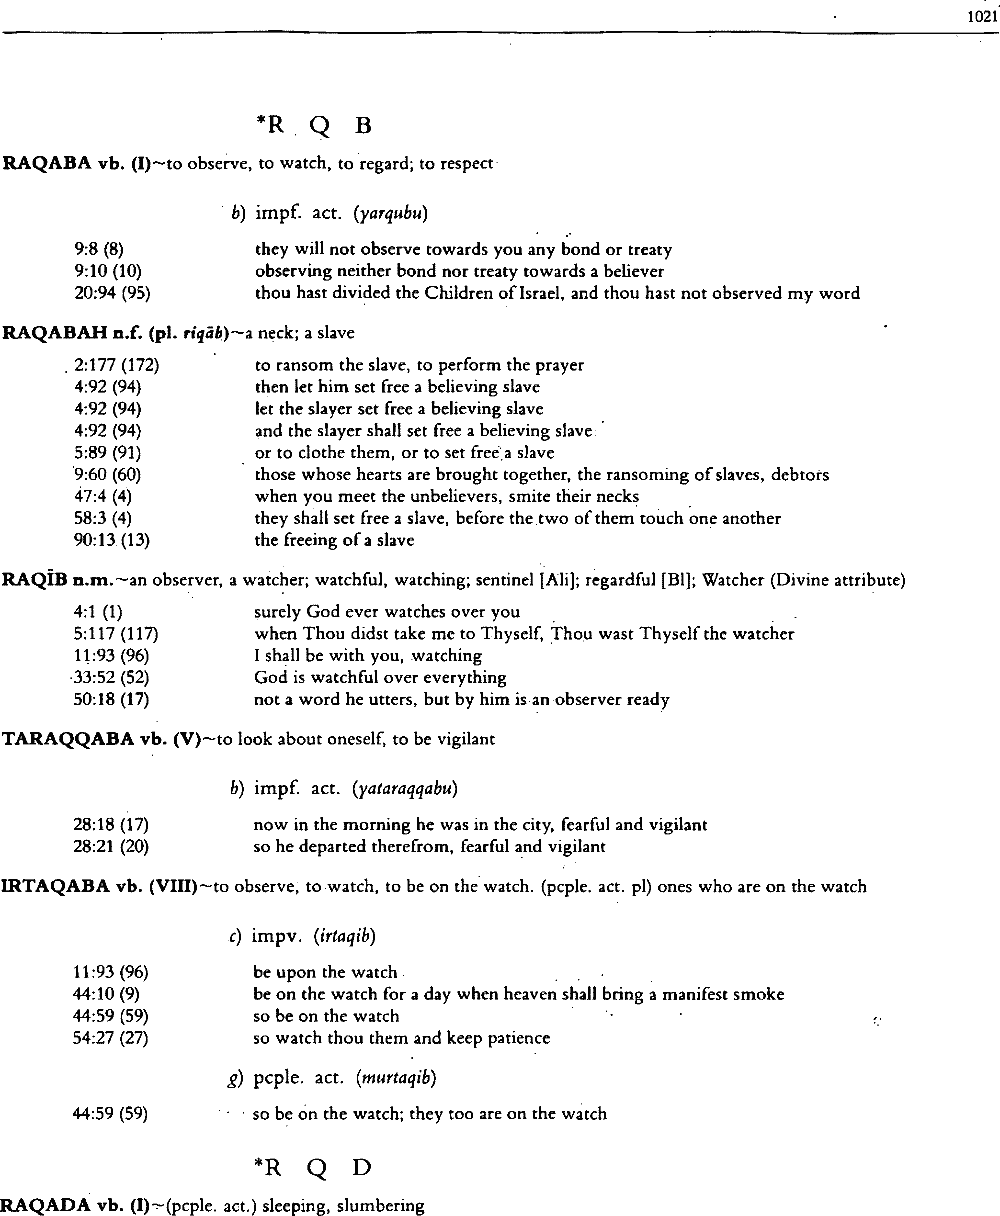 1021
*R Q B
RAQABA vb. (I)~to observe, to watch, to regard; to respect
b) impf. act. (yarqubu)
9:8 (8) they will not observe towards you any bond or treaty
9:10 (10) observing neither bond nor treaty towards a believer
20:94 (95) thou hast divided the Children of Israel, and thou hast not observed my word
RAQABAH n.f. (pl. riqāb)~a neck; a slave
2:177 (172) to ransom the slave, to perform the prayer
4:92 (94) then let him set free a believing slave
4:92 (94) let the slayer set free a believing slave
4:92 (94) and the slayer shall set free a believing slave
5:89 (91) or to clothe them, or to set free a slave
9:60 (60) those whose hearts are brought together, the ransoming of slaves, debtors
47:4 (4) when you meet the unbelievers, smite their necks
58:3 (4) they shall set free a slave, before the two of them touch one another
90:13 (13) the freeing of a slave
RAQĪB n.m.~an observer, a watcher; watchful, watching; sentinel [Ali]; regardful [Bl]; Watcher (Divine attribute)
4:1 (1) surely God ever watches over you
5:117 (117) when Thou didst take me to Thyself, Thou wast Thyself the watcher
11:93 (96) I shall be with you, watching
33:52 (52) God is watchful over everything
50:18 (17) not a word he utters, but by him is an observer ready
TARAQQABA vb. (V)~to look about oneself, to be vigilant
b) impf. act. (yataraqqabu)
28:18 (17) now in the morning he was in the city, fearful and vigilant
28:21 (20) so he departed therefrom, fearful and vigilant
IRTAQABA vb. (VIII)~to observe, to watch, to be on the watch. (pcple. act. pl) ones who are on the watch
c) impv. (irtaqib)
11:93 (96) be upon the watch
44:10 (9) be on the watch for a day when heaven shall bring a manifest smoke
44:59 (59) so be on the watch
54:27 (27) so watch thou them and keep patience
g) pcple. act. (murtaqib)
44:59 (59) so be on the watch; they too are on the watch
*R Q D
RAQADA vb. (I)~(pcple. act.) sleeping, slumbering